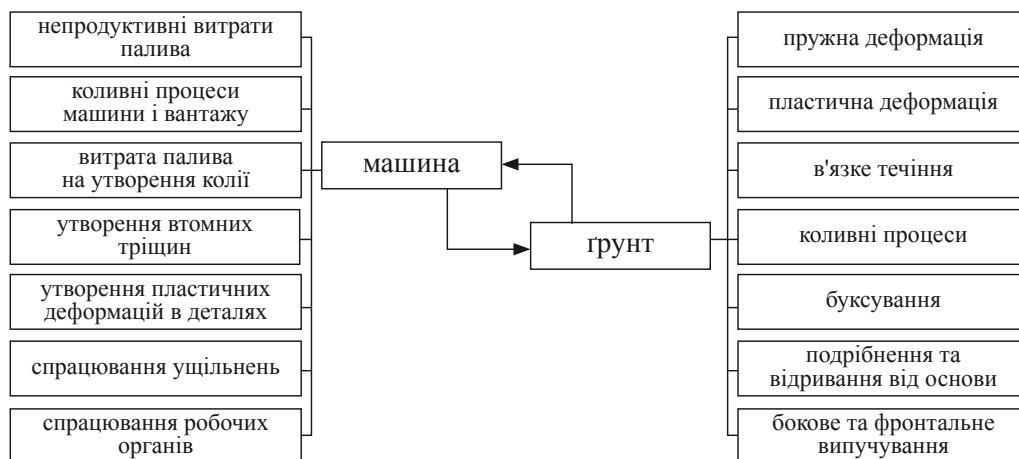 непродуктивні витрати
палива
коливні процеси
машини і вантажу
витрата палива
на утворення колії
утворення втомних
тріщин
утворення пластичних
деформацій в деталях
спрацювання ущільнень
спрацювання робочих
органів
машина
ґрунт
пружна деформація
пластична деформація
в'язке течіння
коливні процеси
буксування
подрібнення та
відривання від основи
бокове та фронтальне
випучування